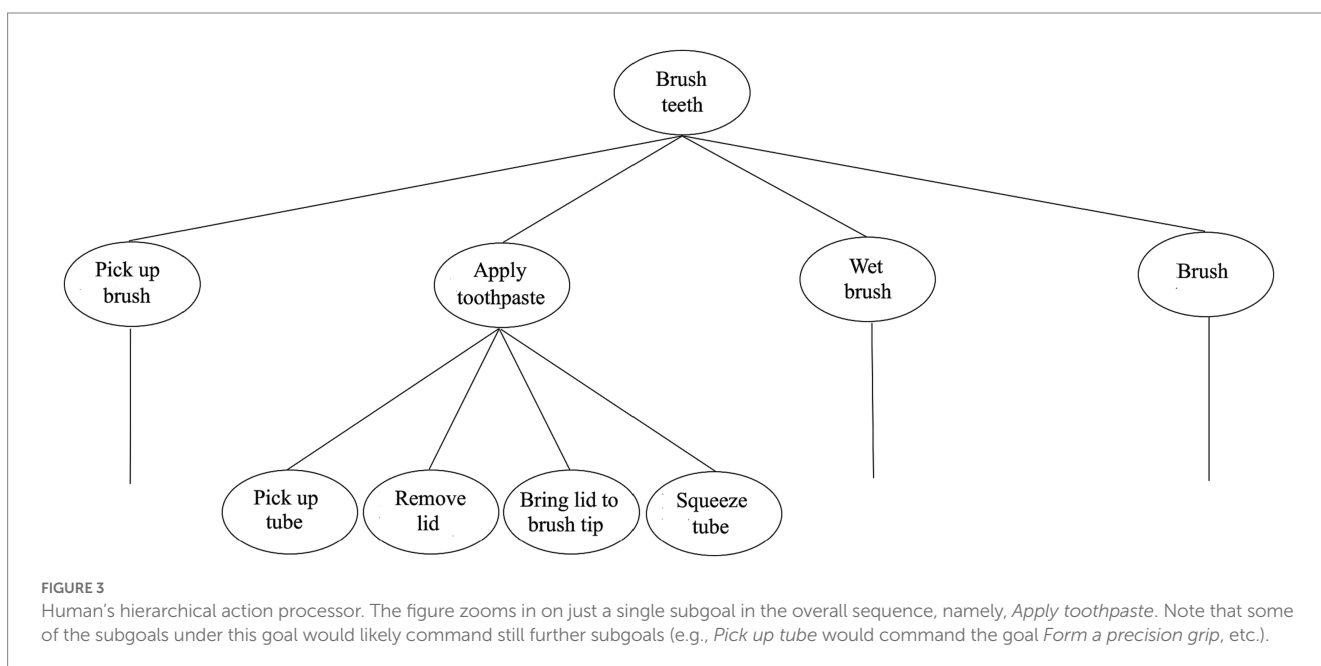 Brush
teeth
Pick up
brush
Apply
toothpaste
Wet
brush
Brush
Pick up
tube
Remove
lid
Bring lid to
brush tip
Squeeze
tube
FIGURE 3
Human's hierarchical action processor. The figure zooms in on just a single subgoal in the overall sequence, namely, Apply toothpaste. Note that some
of the subgoals under this goal would likely command still further subgoals (e.g., Pick up tube would command the goal Form a precision grip, etc.).